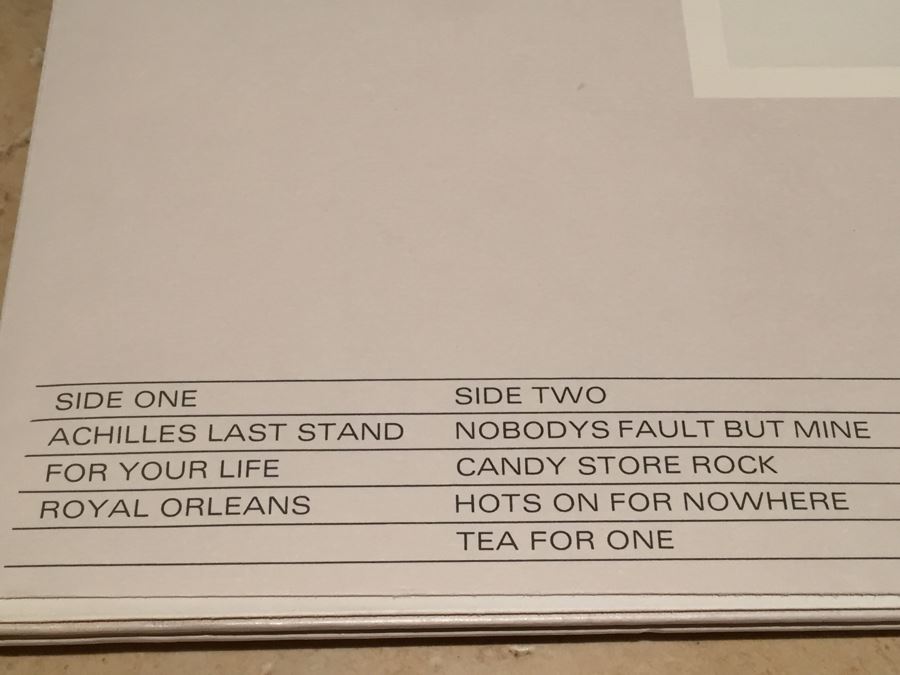 SIDE ONE
ACHILLES LAST STAND
FOR YOUR LIFE
ROYAL ORLEANS
SIDE TWO
NOBODYS FAULT BUT MINE
CANDY STORE ROCK
HOTS ON FOR NOWHERE
TEA FOR ONE